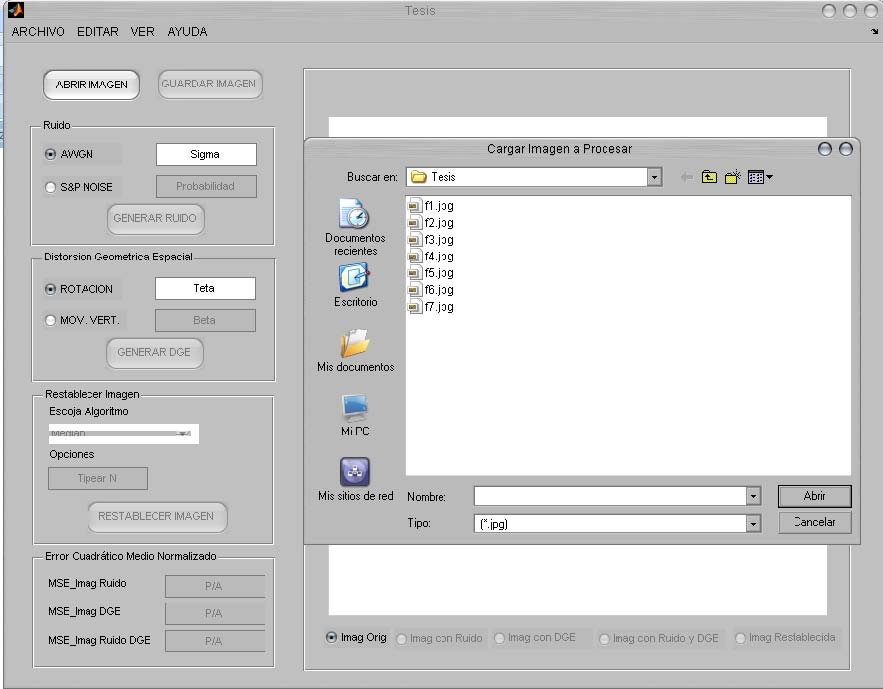 Tesis
ARCHIVO EDITAR VER AYUDA
ABRIR IMAGEN GUARDAR IMAGEN
Ruido
AWGN Sigma
S&P NOISE Probabilidad
GENERAR RUIDO
Distorsion Geometrica Espacial
ROTACION Teta
MOV. VERT. Beta
GENERAR DGE
Restablecer Imagen
Escoja Algoritmo
Median
Opciones
Tipear N
RESTABLECER IMAGEN
Error Cuadrático Medio Normalizado
MSE_Imag Ruido P/A
MSE_Imag DGE P/A
MSE_Imag Ruido DGE P/A
Cargar Imagen a Procesar
Buscar en: Tesis
Documentos
recientes
Escritorio
Mis documentos
Mi PC
Mis sitios de red
f1.jpg
f2.jpg
f3.jpg
f4.jpg
f5.jpg
f6.jpg
f7.jpg
Nombre: Abrir
Tipo: (*.jpg) Cancelar
Imag Orig Imag con Ruido Imag con DGE Imag con Ruido y DGE Imag Restablecida